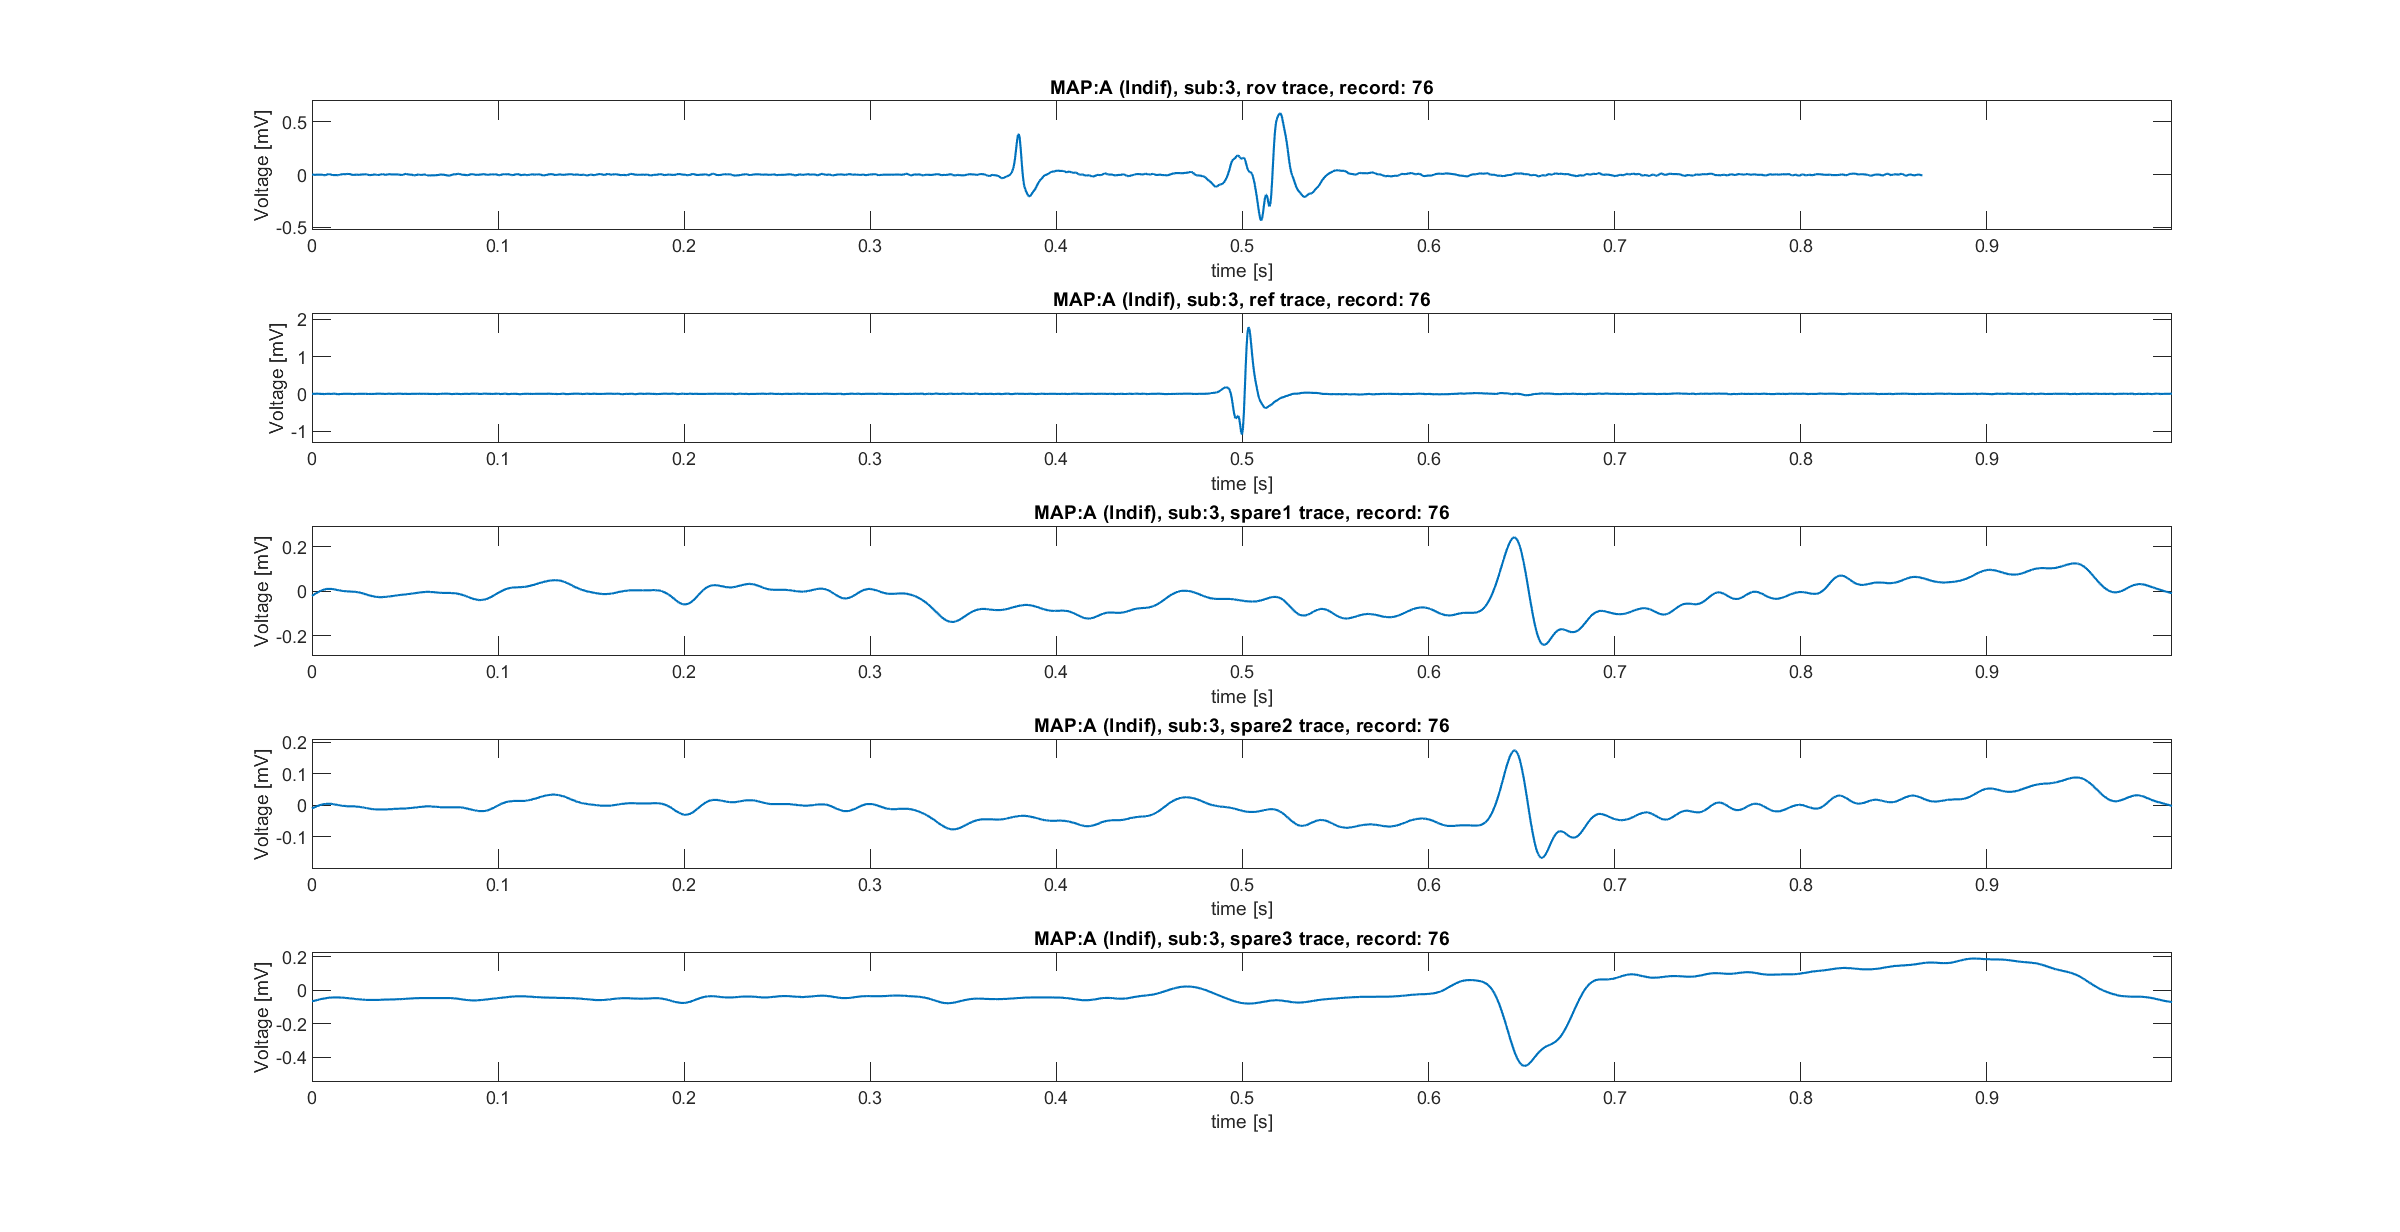 MAP:A (Indif), sub:3, rov trace, record: 76
Voltage [mV]
0.5
0
-0.5
0 0.1 0.2 0.3 0.4 0.5 0.6 0.7 0.8 0.9
time [s]
MAP:A (Indif), sub:3, ref trace, record: 76
Voltage [mV]
2
1
0
-1
0 0.1 0.2 0.3 0.4 0.5 0.6 0.7 0.8 0.9
time [s]
MAP:A (Indif), sub:3, spare1 trace, record: 76
Voltage [mV]
0.2
0
-0.2
0 0.1 0.2 0.3 0.4 0.5 0.6 0.7 0.8 0.9
time [s]
MAP:A (Indif), sub:3, spare2 trace, record: 76
Voltage [mV]
0.2
0.1
0
-0.1
0 0.1 0.2 0.3 0.4 0.5 0.6 0.7 0.8 0.9
time [s]
MAP:A (Indif), sub:3, spare3 trace, record: 76
Voltage [mV]
0.2
0
-0.2
-0.4
0 0.1 0.2 0.3 0.4 0.5 0.6 0.7 0.8 0.9
time [s]